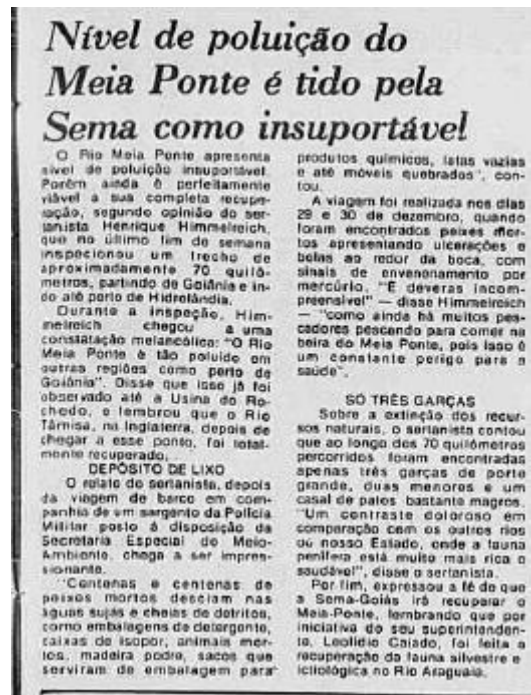 Nível de poluição do
Meia Ponte é tido pela
Sema como insuportável
O Rio Meia Ponte apresenta
nível de poluição insuportável.
Porém ainda é perfeitamente
viável a sua completa recupe-
ração, segundo opinião do ser-
tanista Henrique Himmelreich,
que no último fim de semana
inspecionou um trecho de
aproximadamente 70 quilô-
metros, partindo de Goiânia e in-
do até perto de Hidrolândia.
Durante a inspeção, Him-
melreich chegou a uma
constatação melancólica: "O Rio
Meia Ponte é tão poluído em
outras regiões como perto de
Goiânia". Disse que isso já foi
observado até a Usina do Ro-
chedo, e lembrou que o Rio
Tâmisa, na Inglaterra, depois de
chegar a esse ponto, foi total-
mente recuperado.
DEPÓSITO DE LIXO
O relato do sertanista, depois
da viagem de barco em com-
panhia de um sargento da Polícia
Militar posto à disposição da
Secretaria Especial do Meio-
Ambiente, chega a ser impres-
sionante.
"Centenas e centenas de
peixes mortos desciam nas
águas sujas e cheias de detritos,
como embalagens de detergente,
caixas de isopor, animais mor-
tos, madeira podre, sacos que
serviram de embalagem para
produtos químicos, latas vazias
e até móveis quebrados", con-
tou.
A viagem foi realizada nos dias
29 e 30 de dezembro, quando
foram encontrados peixes mor-
tos apresentando ulcerações e
bolas ao redor da boca, com
sinais de envenenamento por
mercúrio. "É deveras incom-
preensível" — disse Himmelreich
— "como ainda há muitos pes-
cadores pescando para comer na
beira do Meia Ponte, pois isso é
um constante perigo para a
saúde".
SÓ TRÊS GARÇAS
Sobre a extinção dos recur-
sos naturais, o sertanista contou
que ao longo dos 70 quilômetros
percorridos foram encontradas
apenas três garças de porte
grande, duas menores e um
casal de patos bastante magros.
"Um contraste doloroso em
comparação com os outros rios
do nosso Estado, onde a fauna
penífera está muito mais rica e
saudável", disse o sertanista.
Por fim, expressou a fé de que
a Sema-Goiás irá recuperar o
Meia-Ponte, lembrando que por
iniciativa do seu superintenden-
te, Leolídio Caiado, foi feita a
recuperação da fauna silvestre e
ictiológica no Rio Araguaia.